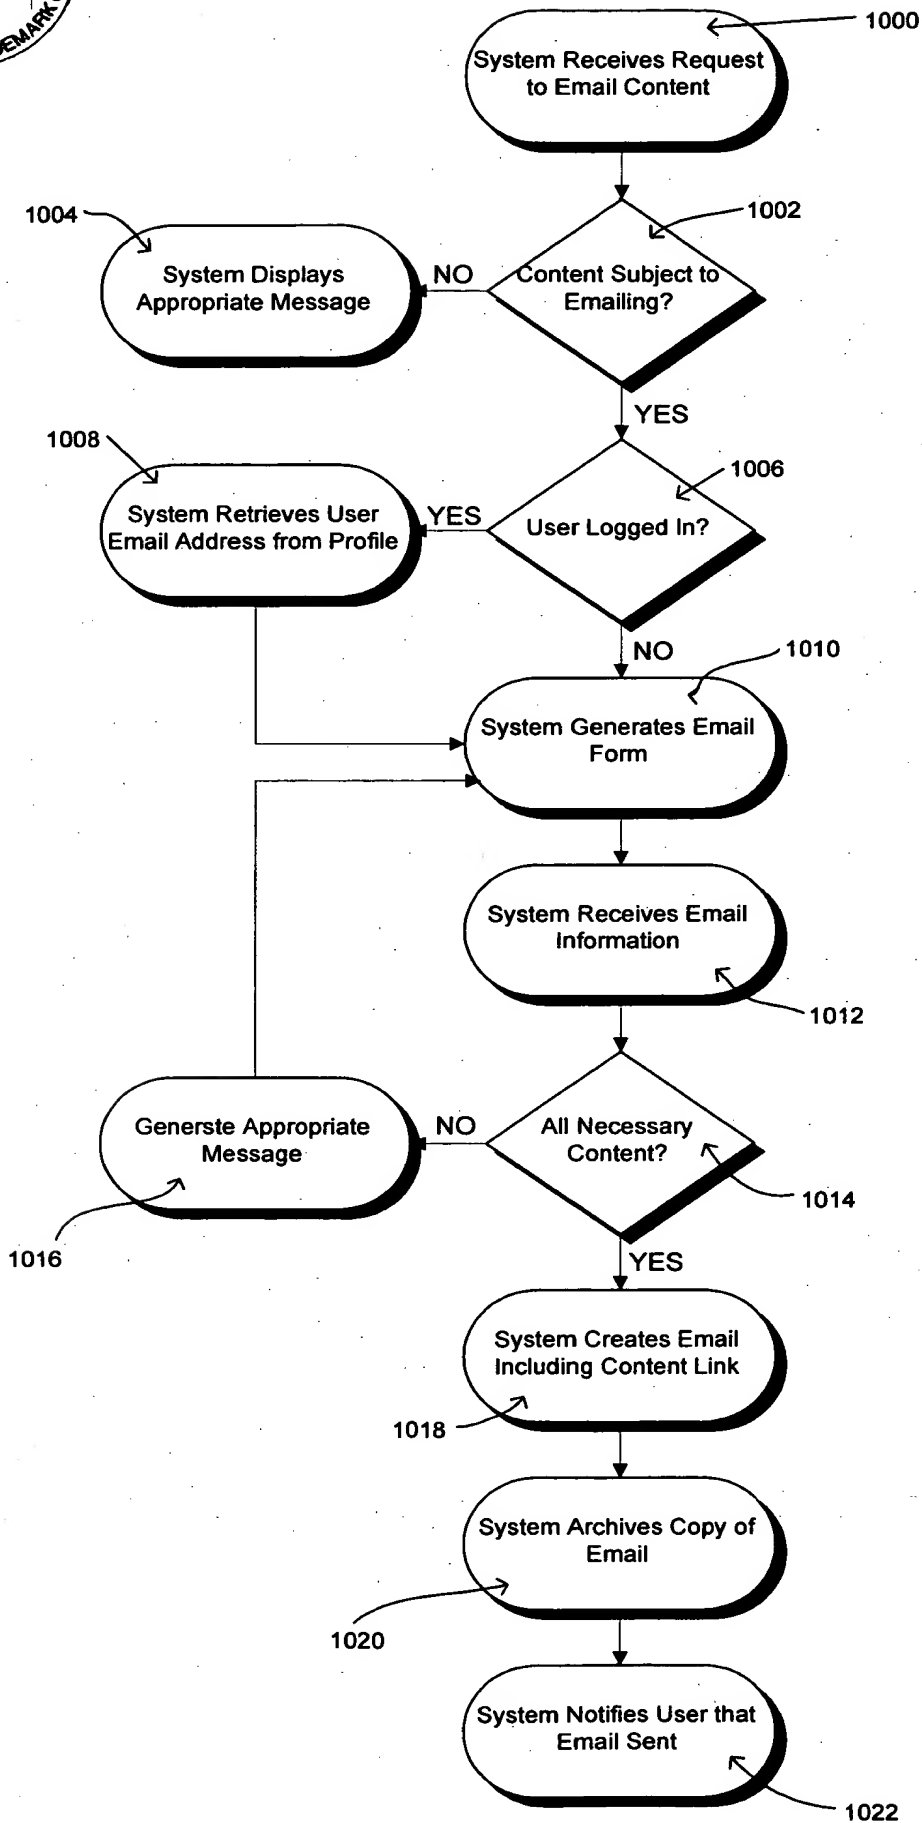 DEMARK
1000
System Receives Request
to Email Content
1002
1004
System Displays
Appropriate Message
NO
Content Subject to
Emailing?
YES
1008
1006
System Retrieves User
Email Address from Profile
YES
User Logged In?
NO
1010
System Generates Email
Form
System Receives Email
Information
1012
Generste Appropriate
Message
NO
All Necessary
Content?
1014
1016
YES
System Creates Email
Including Content Link
1018
System Archives Copy of
Email
1020
System Notifies User that
Email Sent
1022